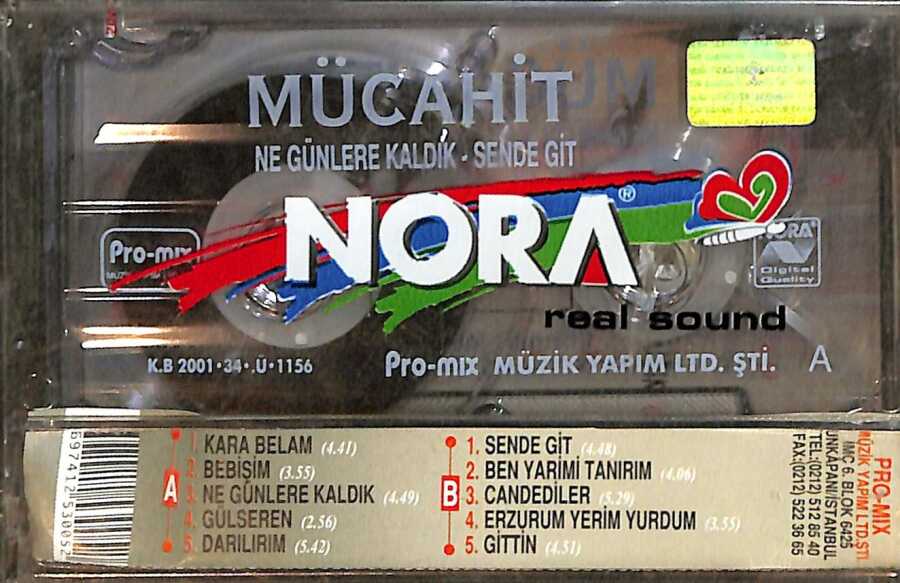 MÜCAHİT
NE GÜNLERE KALDIK - SENDE GİT
NORA®
real sound
Pro-mix
NORA
Digital
Quality
K.B 2001·34·.Ü·1156
Pro-mix MÜZİK YAPIM LTD. ŞTİ. A
A
1. KARA BELAM (4.41)
2. BEBİŞİM (3.55)
3. NE GÜNLERE KALDIK (4.49)
4. GÜLSEREN (2.56)
5. DARILIRIM (5.42)
B
1. SENDE GİT (4.48)
2. BEN YARİMİ TANIRIM (4.06)
3. CANDEDİLER (5.29)
4. ERZURUM YERİM YURDUM (3.55)
5. GİTTİN (4.51)
PRO-MIX
MÜZİK YAPIM LTD.ŞTİ
IMÇ 6. BLOK 6425
UNKAPANI/İSTANBUL
TEL:(0212) 512 85 40
FAX:(0212) 522 36 65